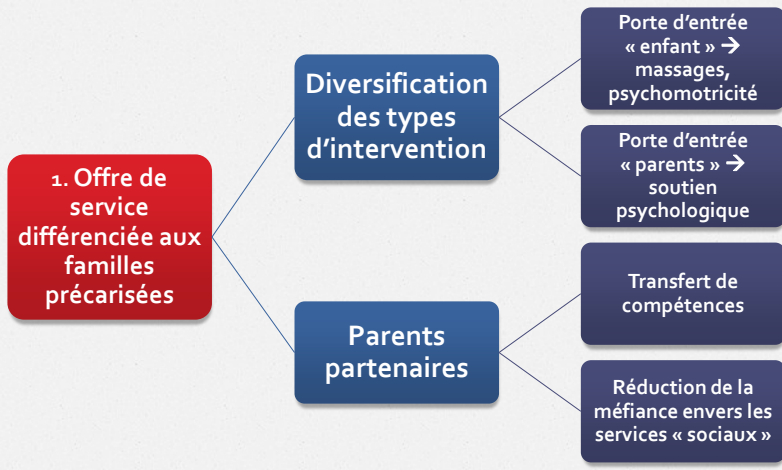 1. Offre de
service
différenciée aux
familles
précarisées
Diversification
des types
d'intervention
Porte d'entrée
« enfant » →
massages,
psychomotricité
Porte d'entrée
« parents » →
soutien
psychologique
Parents
partenaires
Transfert de
compétences
Réduction de la
méfiance envers les
services « sociaux »